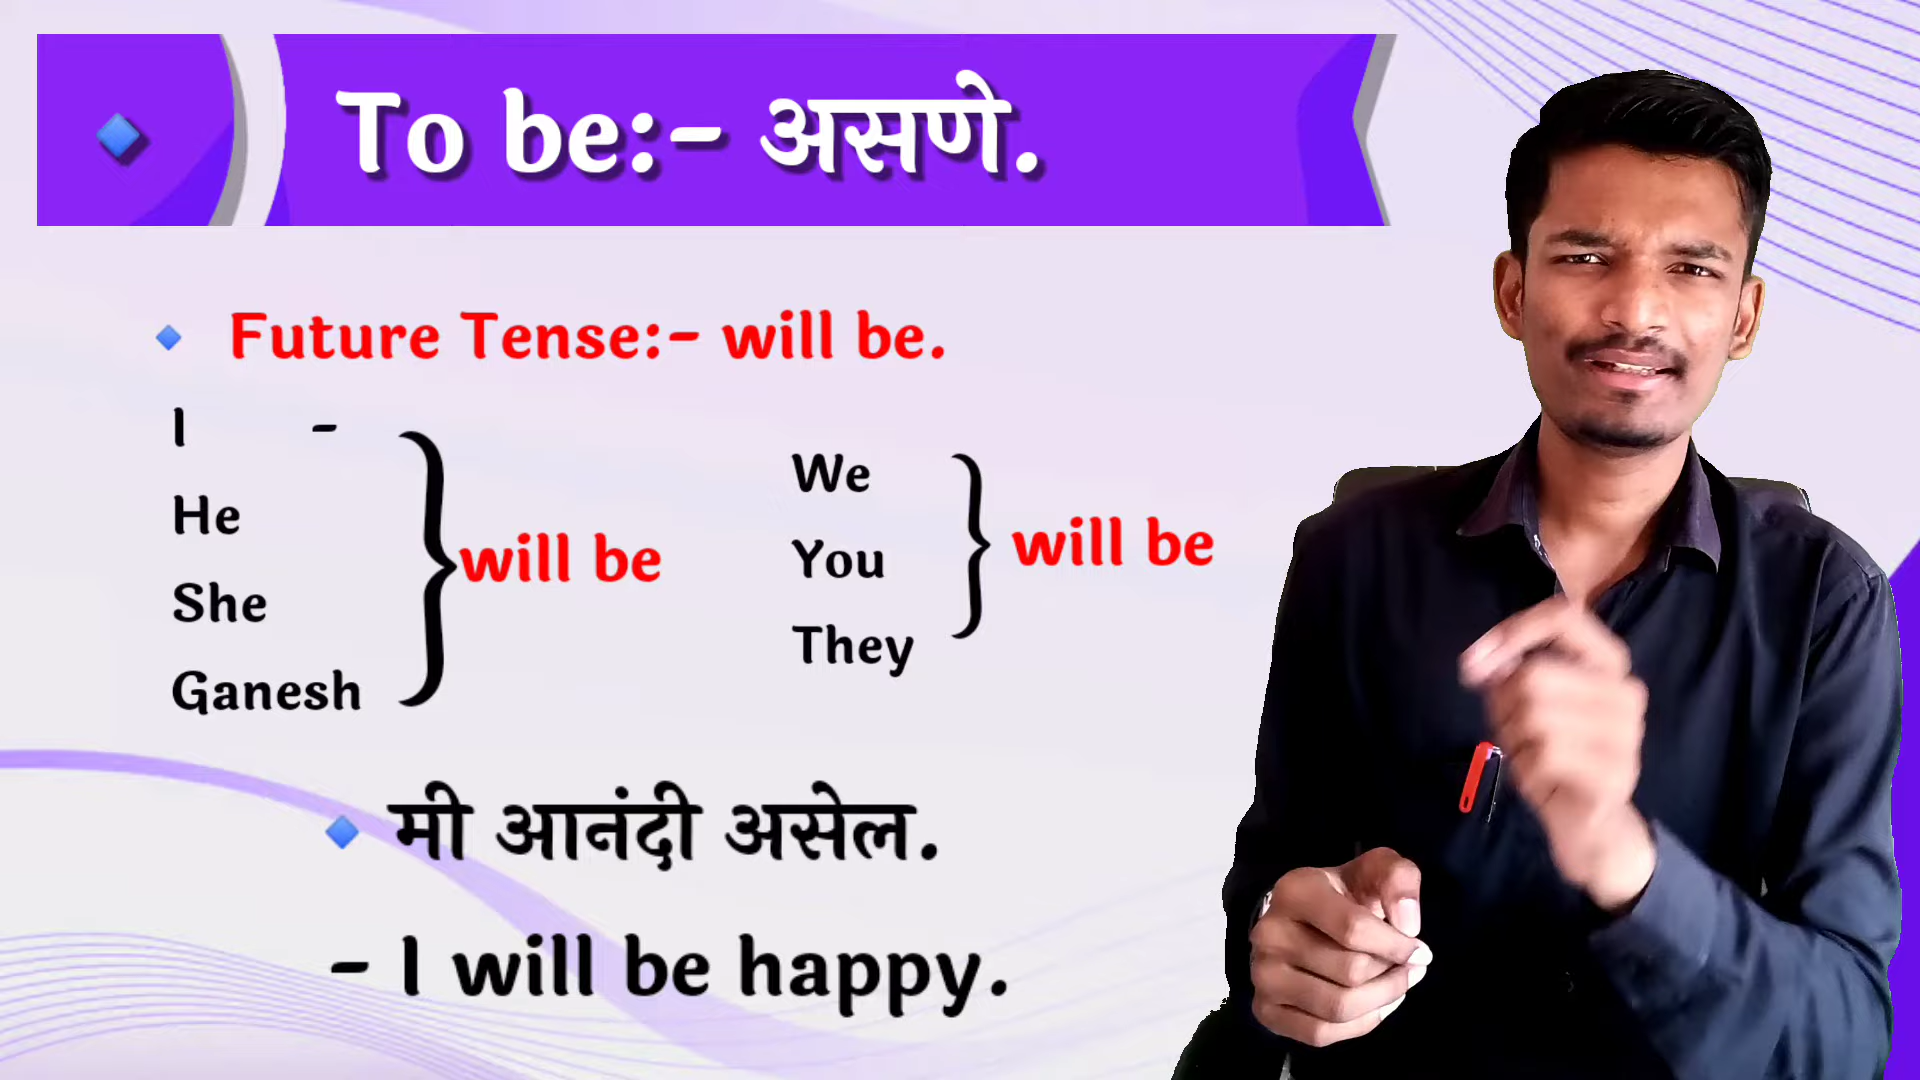 To be:- असणे.
Future Tense:- will be.
I -
He
She
Ganesh
will be
We
You
They
will be
मी आनंदी असेल.
- I will be happy.